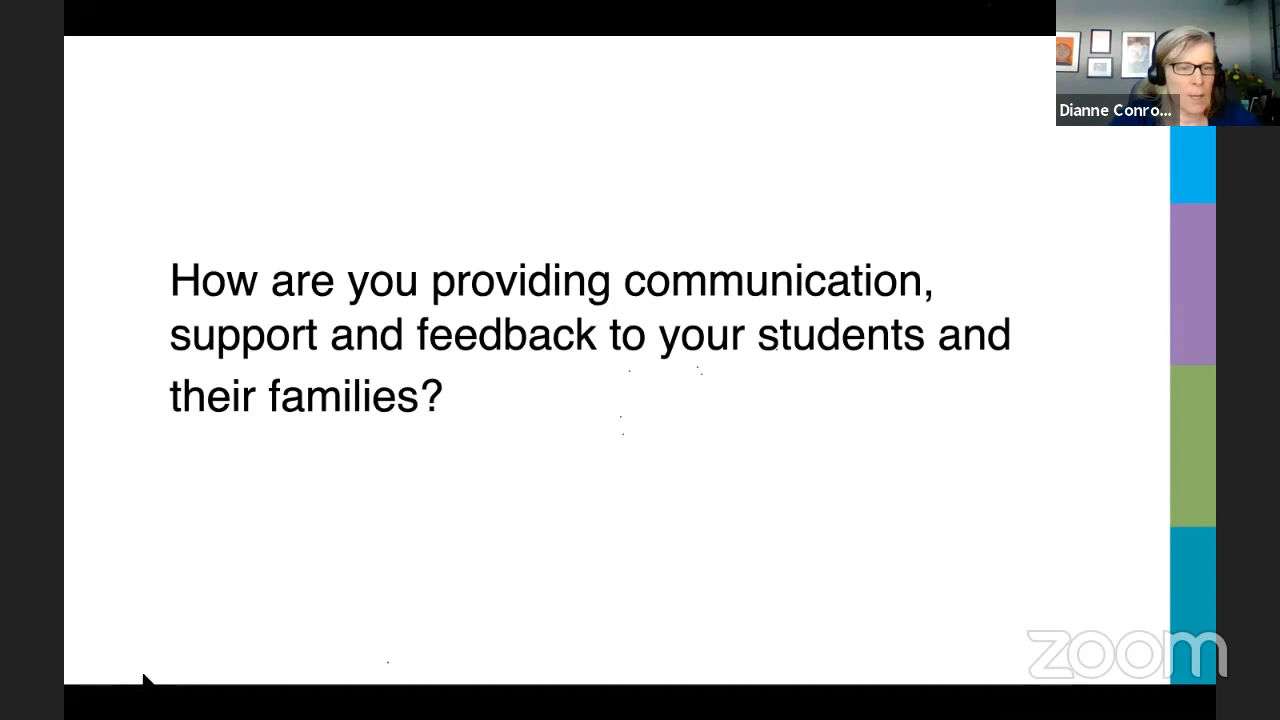 Dianne Conro...
How are you providing communication,
support and feedback to your students and
their families?
zoom